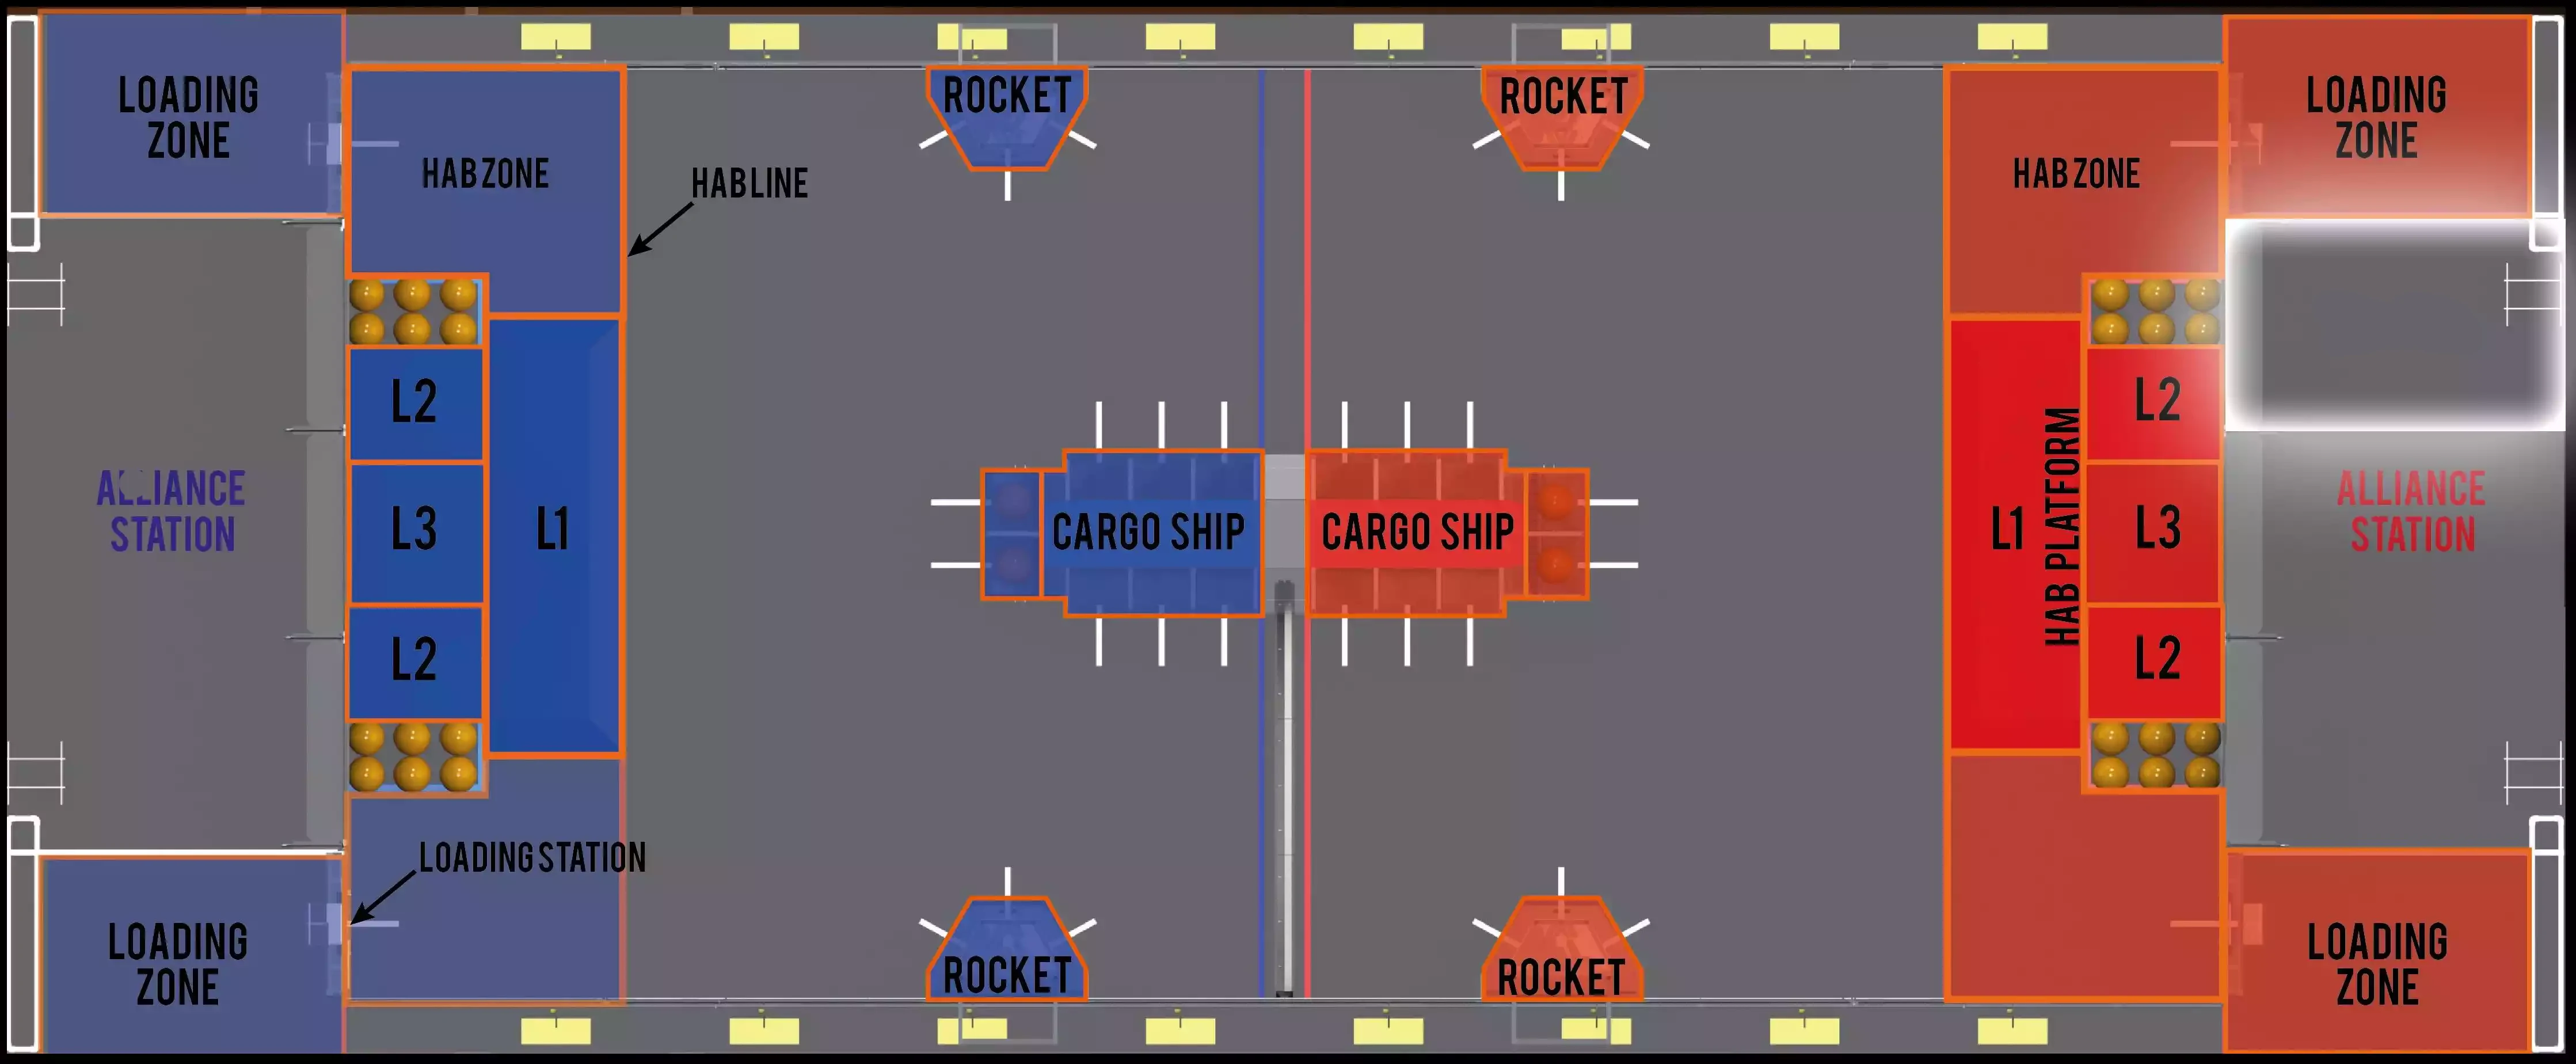 LOADING
ZONE
HAB ZONE
HAB LINE
ROCKET
ROCKET
HAB ZONE
LOADING
ZONE
ALLIANCE
STATION
L2
L3
L2
L1
CARGO SHIP
CARGO SHIP
L1
HAB PLATFORM
L2
L3
L2
ALLIANCE
STATION
LOADING STATION
LOADING
ZONE
ROCKET
ROCKET
LOADING
ZONE